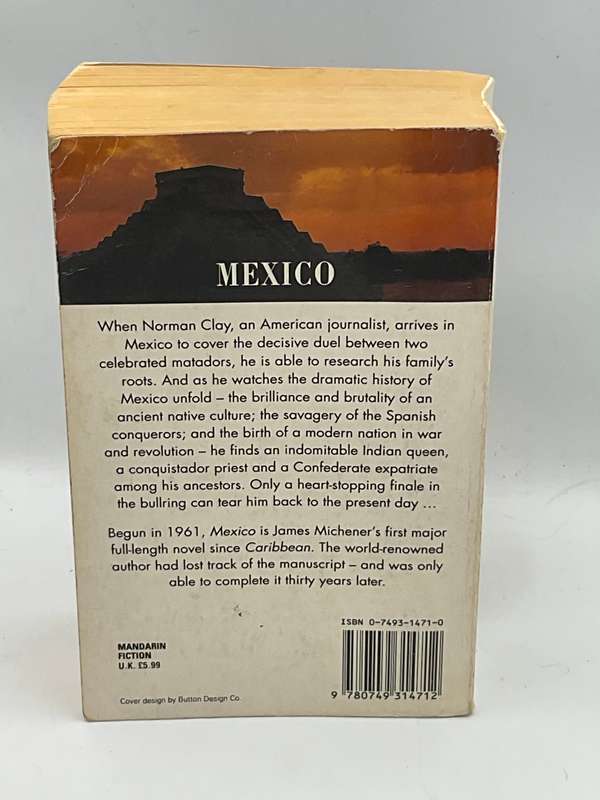 MEXICO
When Norman Clay, an American journalist, arrives in
Mexico to cover the decisive duel between two
celebrated matadors, he is able to research his family's
roots. And as he watches the dramatic history of
Mexico unfold – the brilliance and brutality of an
ancient native culture; the savagery of the Spanish
conquerors; and the birth of a modern nation in war
and revolution – he finds an indomitable Indian queen,
a conquistador priest and a Confederate expatriate
among his ancestors. Only a heart-stopping finale in
the bullring can tear him back to the present day ...
Begun in 1961, Mexico is James Michener's first major
full-length novel since Caribbean. The world-renowned
author had lost track of the manuscript – and was only
able to complete it thirty years later.
ISBN 0-7493-1471-0
MANDARIN
FICTION
U.K. £5.99
9 780749 314712
Cover design by Button Design Co.